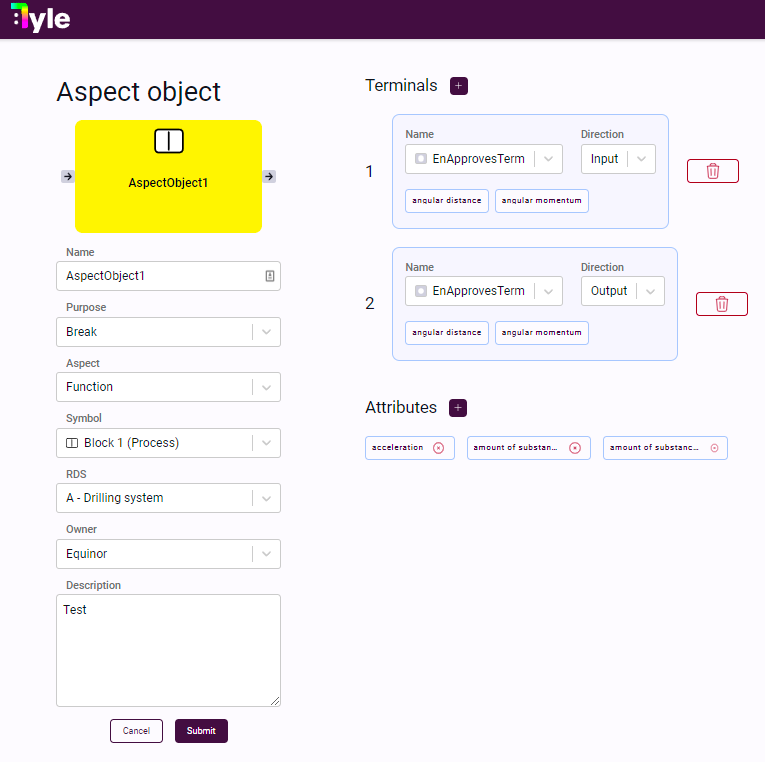 Tyle
Aspect object
AspectObject1
Name
AspectObject1
Purpose
Break
Aspect
Function
Symbol
Block 1 (Process)
RDS
A - Drilling system
Owner
Equinor
Description
Test
Cancel Submit
Terminals +
1
Name Direction
EnApprovesTerm Input
angular distance angular momentum
2
Name Direction
EnApprovesTerm Output
angular distance angular momentum
Attributes +
acceleration amount of substan... amount of substanc...